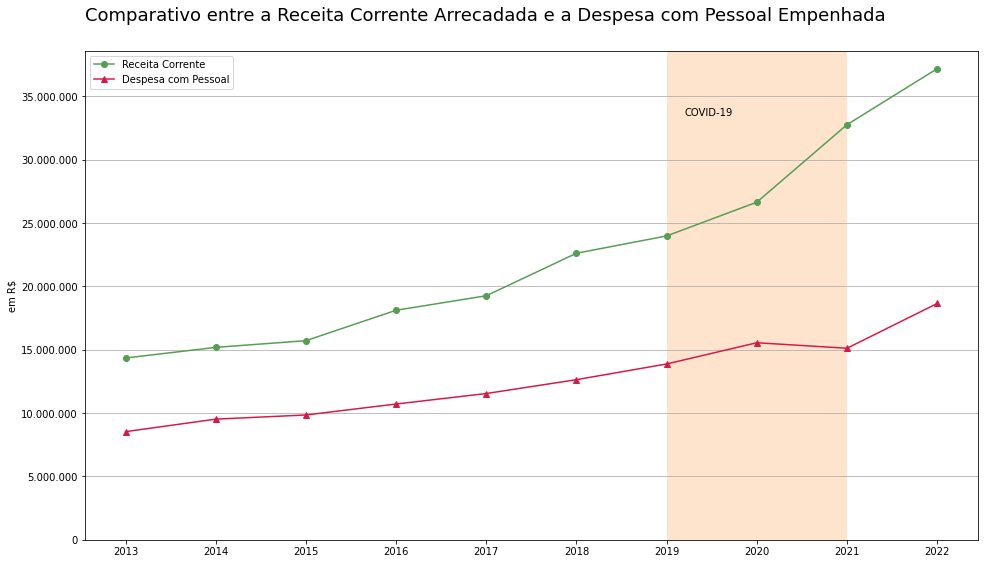 Comparativo entre a Receita Corrente Arrecadada e a Despesa com Pessoal Empenhada
Receita Corrente
Despesa com Pessoal
COVID-19
em R$
35.000.000
30.000.000
25.000.000
20.000.000
15.000.000
10.000.000
5.000.000
0
2013 2014 2015 2016 2017 2018 2019 2020 2021 2022